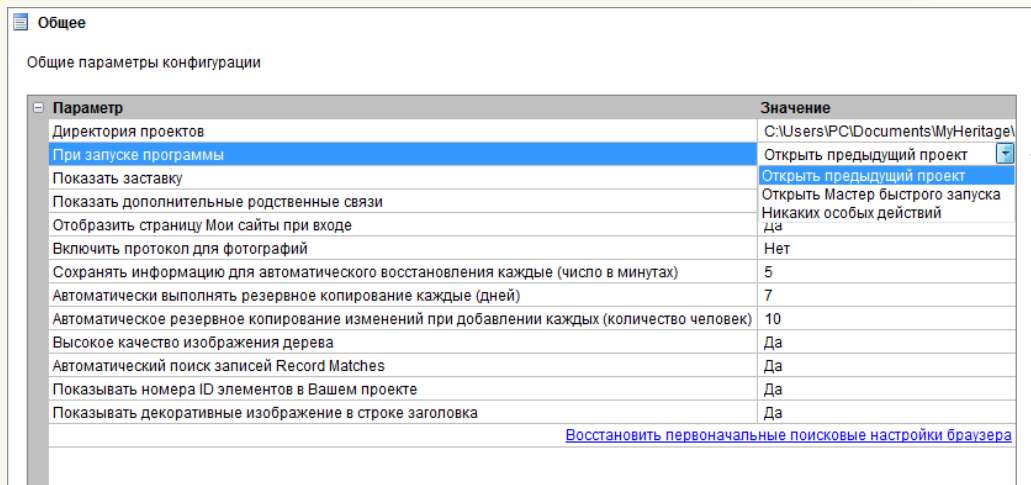 Общее
Общие параметры конфигурации
Параметр Значение
Директория проектов C:\Users\PC\Documents\MyHeritage\
При запуске программы Открыть предыдущий проект
Показать заставку Открыть предыдущий проект
Показать дополнительные родственные связи Открыть Мастер быстрого запуска
Никаких особых действий
Отобразить страницу Мои сайты при входе Да
Включить протокол для фотографий Нет
Сохранять информацию для автоматического восстановления каждые (число в минутах) 5
Автоматически выполнять резервное копирование каждые (дней) 7
Автоматическое резервное копирование изменений при добавлении каждых (количество человек) 10
Высокое качество изображения дерева Да
Автоматический поиск записей Record Matches Да
Показывать номера ID элементов в Вашем проекте Да
Показывать декоративные изображение в строке заголовка Да
Восстановить первоначальные поисковые настройки браузера